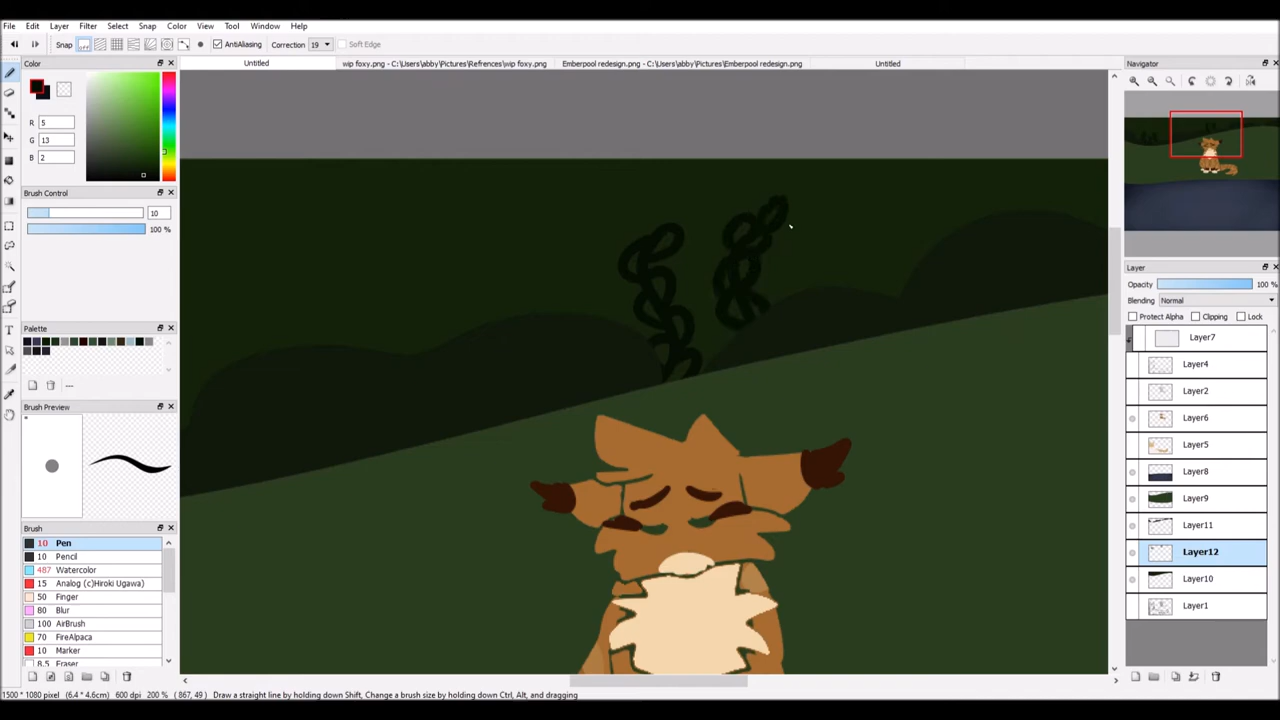 File Edit Layer Filter Select Snap Color View Tool Window Help
Snap AntiAliasing Correction 19 Soft Edge
Color
Untitled
wip foxy.png - C:\Users\abby\Pictures\Refrences\wip foxy.png
Emberpool redesign.png - C:\Users\abby\Pictures\Emberpool redesign.png
Untitled
Navigator
R 5
G 13
B 2
Brush Control
10
100 %
Palette
---
Brush Preview
Brush
10 Pen
10 Pencil
487 Watercolor
15 Analog (c)Hiroki Ugawa)
50 Finger
80 Blur
100 AirBrush
70 FireAlpaca
10 Marker
8.5 Eraser
Layer
Opacity 100 %
Blending Normal
Protect Alpha Clipping Lock
Layer7
Layer4
Layer2
Layer6
Layer5
Layer8
Layer9
Layer11
Layer12
Layer10
Layer1
1500 * 1080 pixel (6.4 * 4.6cm) 600 dpi 200 % ( 867, 49 ) Draw a straight line by holding down Shift, Change a brush size by holding down Ctrl, Alt, and dragging